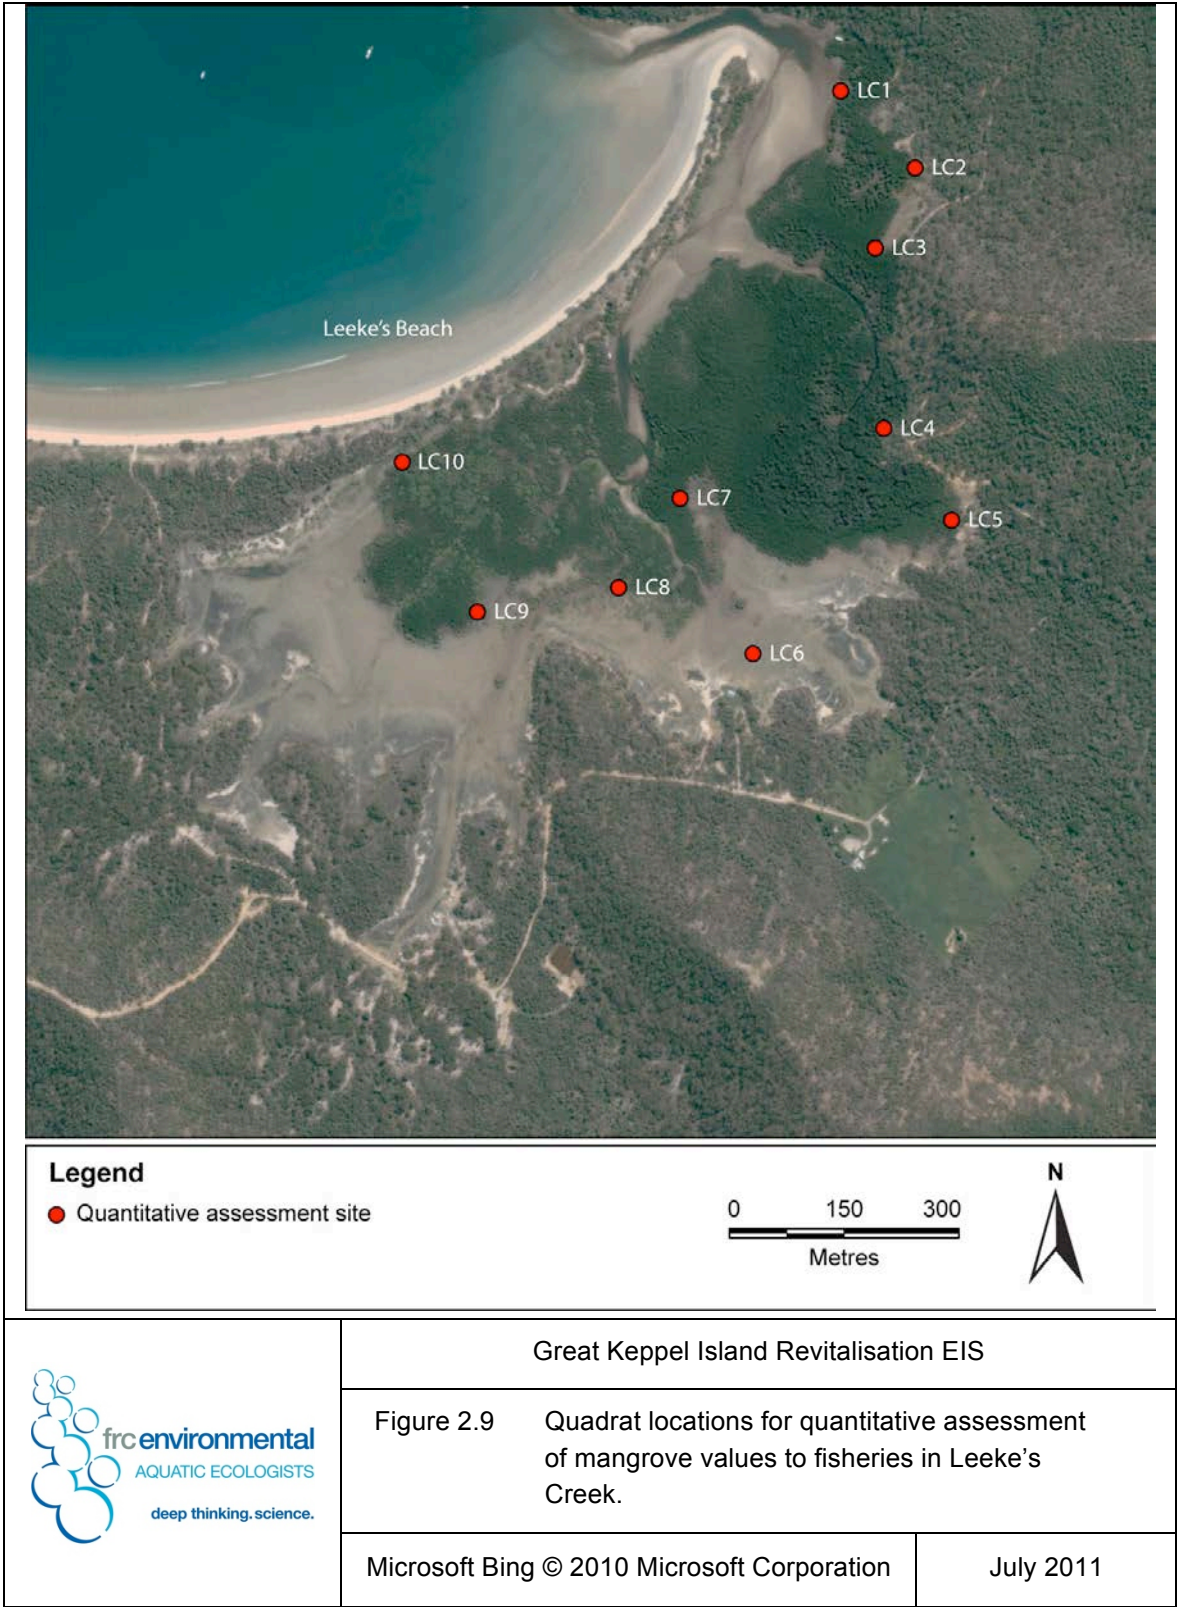 LC1
LC2
LC3
Leeke's Beach
LC4
LC10
LC7
LC5
LC8
LC9
LC6
Legend
Quantitative assessment site
0 150 300
Metres
N
Great Keppel Island Revitalisation EIS
frcenvironmental
AQUATIC ECOLOGISTS
deep thinking. science.
Figure 2.9 Quadrat locations for quantitative assessment
of mangrove values to fisheries in Leeke's
Creek.
Microsoft Bing © 2010 Microsoft Corporation
July 2011